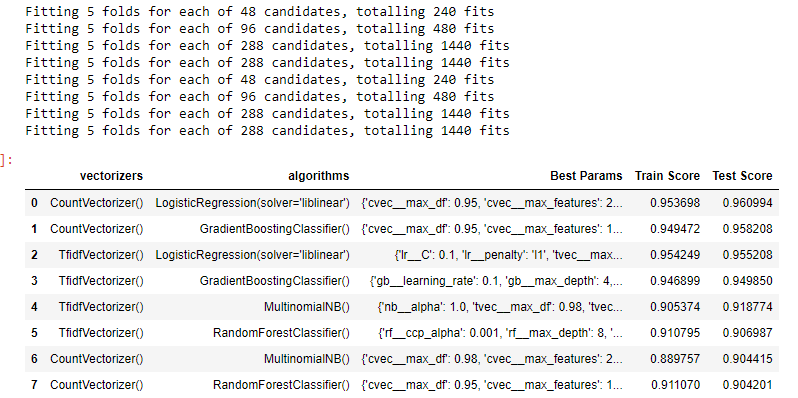 Fitting 5 folds for each of 48 candidates, totalling 240 fits
Fitting 5 folds for each of 96 candidates, totalling 480 fits
Fitting 5 folds for each of 288 candidates, totalling 1440 fits
Fitting 5 folds for each of 288 candidates, totalling 1440 fits
Fitting 5 folds for each of 48 candidates, totalling 240 fits
Fitting 5 folds for each of 96 candidates, totalling 480 fits
Fitting 5 folds for each of 288 candidates, totalling 1440 fits
Fitting 5 folds for each of 288 candidates, totalling 1440 fits
]:
vectorizers algorithms Best Params Train Score Test Score
0 CountVectorizer() LogisticRegression(solver='liblinear') {'cvec__max_df': 0.95, 'cvec__max_features': 2... 0.953698 0.960994
1 CountVectorizer() GradientBoostingClassifier() {'cvec__max_df': 0.95, 'cvec__max_features': 1... 0.949472 0.958208
2 TfidfVectorizer() LogisticRegression(solver='liblinear') {'lr__C': 0.1, 'lr__penalty': 'l1', 'tvec__max... 0.954249 0.955208
3 TfidfVectorizer() GradientBoostingClassifier() {'gb__learning_rate': 0.1, 'gb__max_depth': 4,... 0.946899 0.949850
4 TfidfVectorizer() MultinomialNB() {'nb__alpha': 1.0, 'tvec__max_df': 0.98, 'tvec... 0.905374 0.918774
5 TfidfVectorizer() RandomForestClassifier() {'rf__ccp_alpha': 0.001, 'rf__max_depth': 8, '... 0.910795 0.906987
6 CountVectorizer() MultinomialNB() {'cvec__max_df': 0.98, 'cvec__max_features': 2... 0.889757 0.904415
7 CountVectorizer() RandomForestClassifier() {'cvec__max_df': 0.95, 'cvec__max_features': 1... 0.911070 0.904201